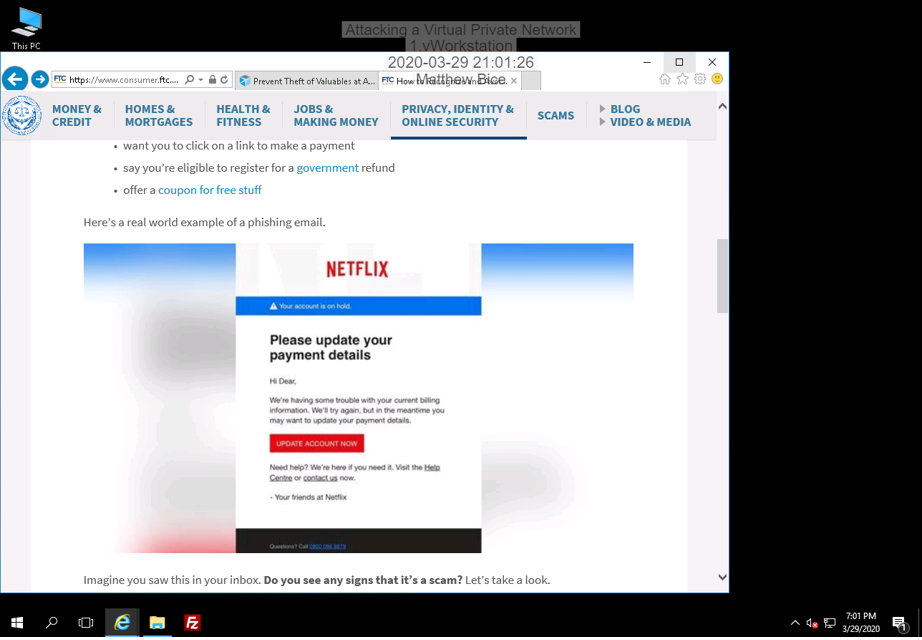 This PC
Attacking a Virtual Private Network
1.vWorkstation
2020-03-29 21:01:26
Matthew Bice
FTC https://www.consumer.ftc....
Prevent Theft of Valuables at A...
FTC How to Recognize and Avoi...
MONEY &
CREDIT
HOMES &
MORTGAGES
HEALTH &
FITNESS
JOBS &
MAKING MONEY
PRIVACY, IDENTITY &
ONLINE SECURITY
SCAMS
BLOG
VIDEO & MEDIA
• want you to click on a link to make a payment
• say you're eligible to register for a government refund
• offer a coupon for free stuff
Here's a real world example of a phishing email.
NETFLIX
Your account is on hold.
Please update your
payment details
Hi Dear,
We're having some trouble with your current billing
information. We'll try again, but in the meantime you
may want to update your payment details.
UPDATE ACCOUNT NOW
Need help? We're here if you need it. Visit the Help
Centre or contact us now.
- Your friends at Netflix
Questions? Call
Imagine you saw this in your inbox. Do you see any signs that it's a scam? Let's take a look.
7:01 PM
3/29/2020
1